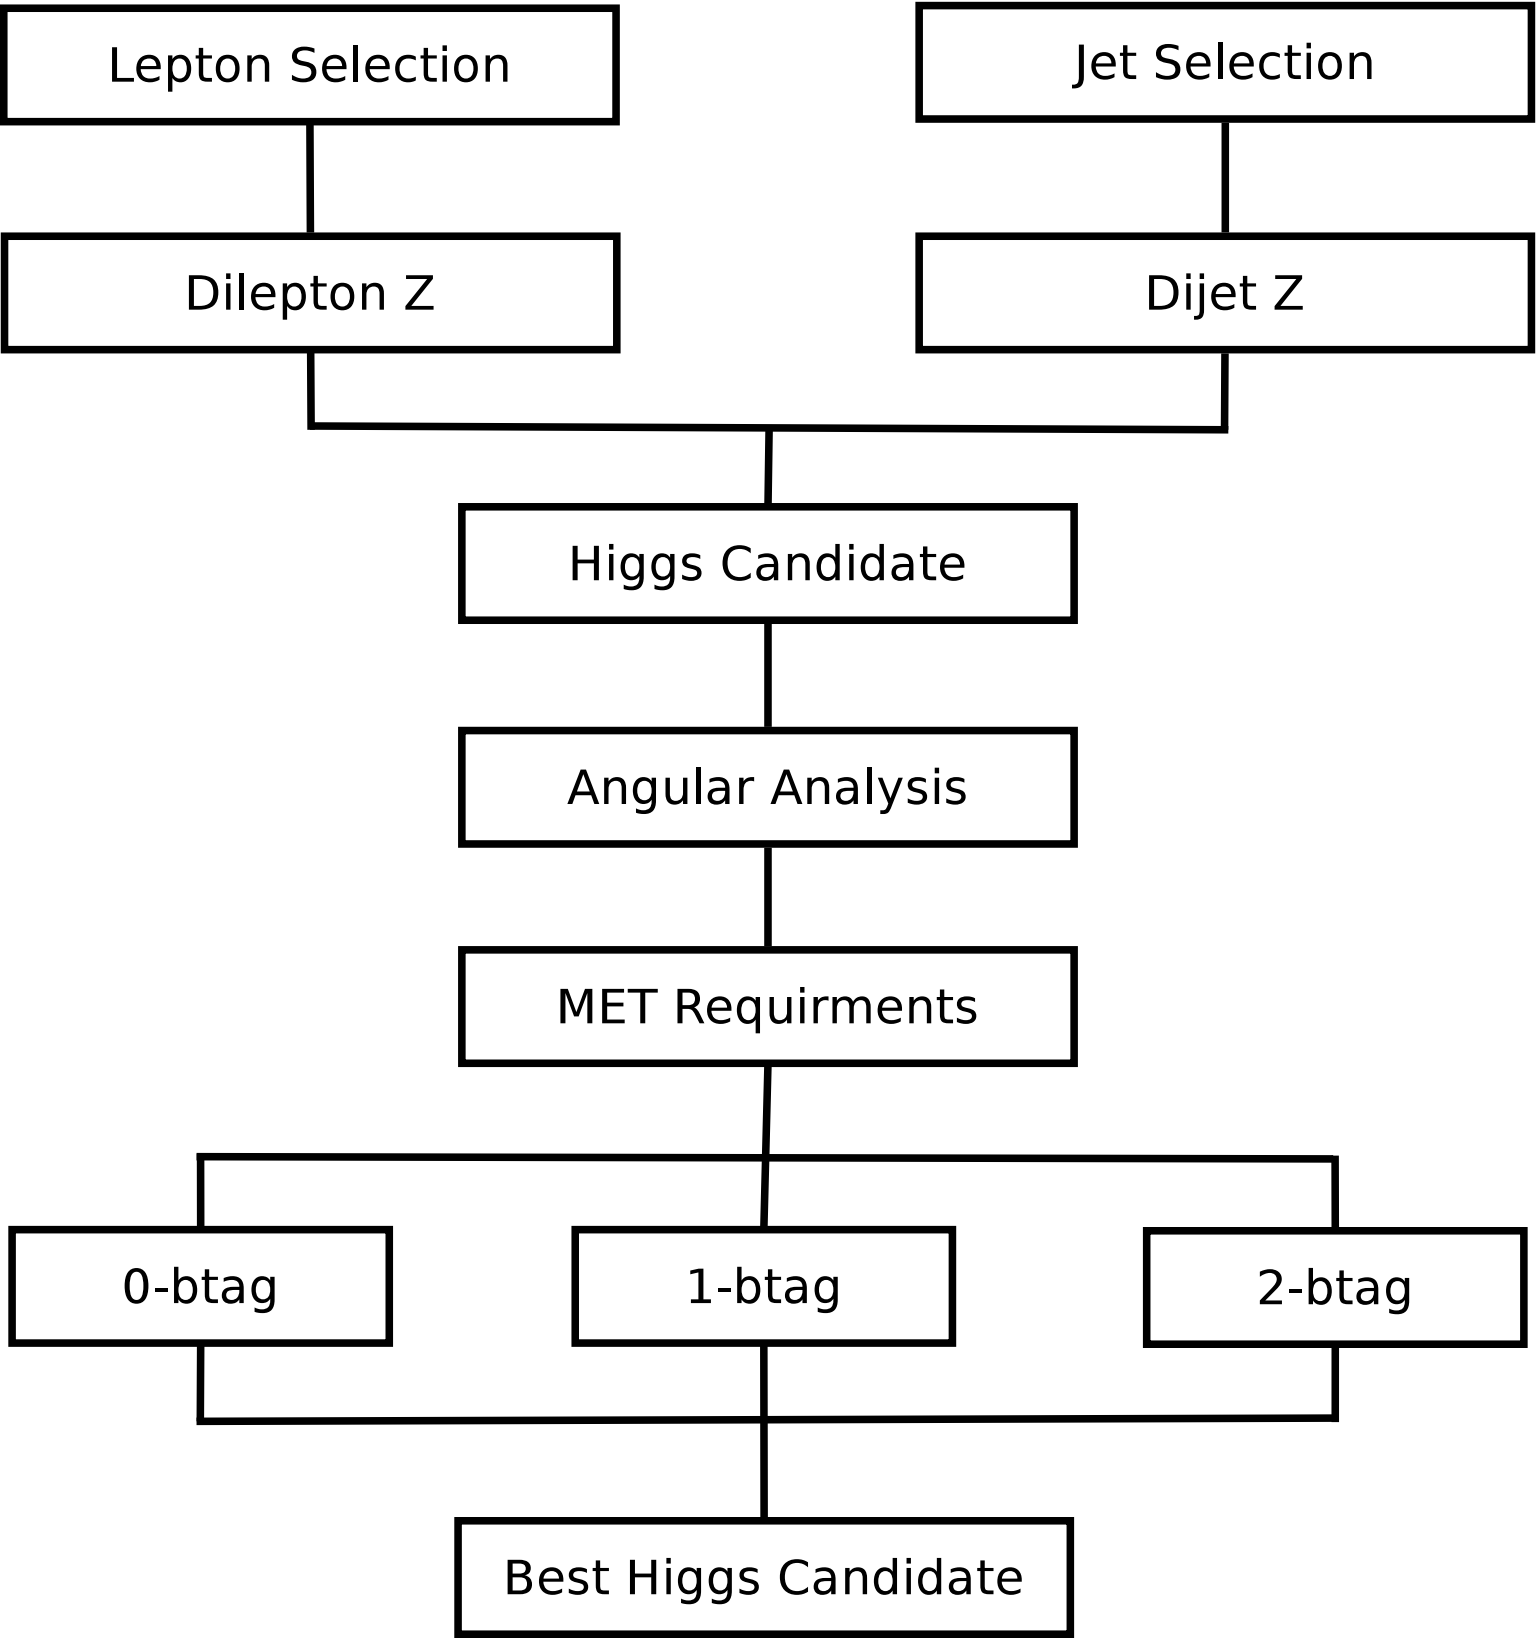 Lepton Selection
Jet Selection
Dilepton Z
Dijet Z
Higgs Candidate
Angular Analysis
MET Requirments
0-btag
1-btag
2-btag
Best Higgs Candidate